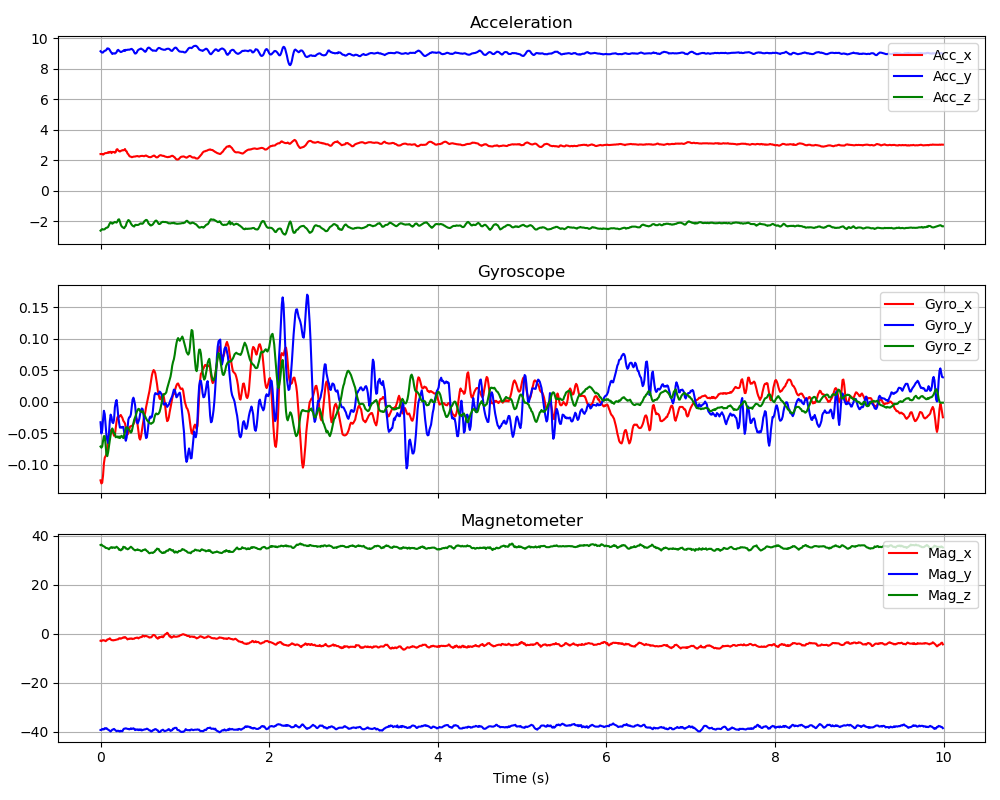 Acceleration
10
8
6
4
2
0
−2
Acc_x
Acc_y
Acc_z
Gyroscope
0.15
0.10
0.05
0.00
−0.05
−0.10
Gyro_x
Gyro_y
Gyro_z
Magnetometer
40
20
0
−20
−40
Mag_x
Mag_y
Mag_z
0 2 4 6 8 10
Time (s)